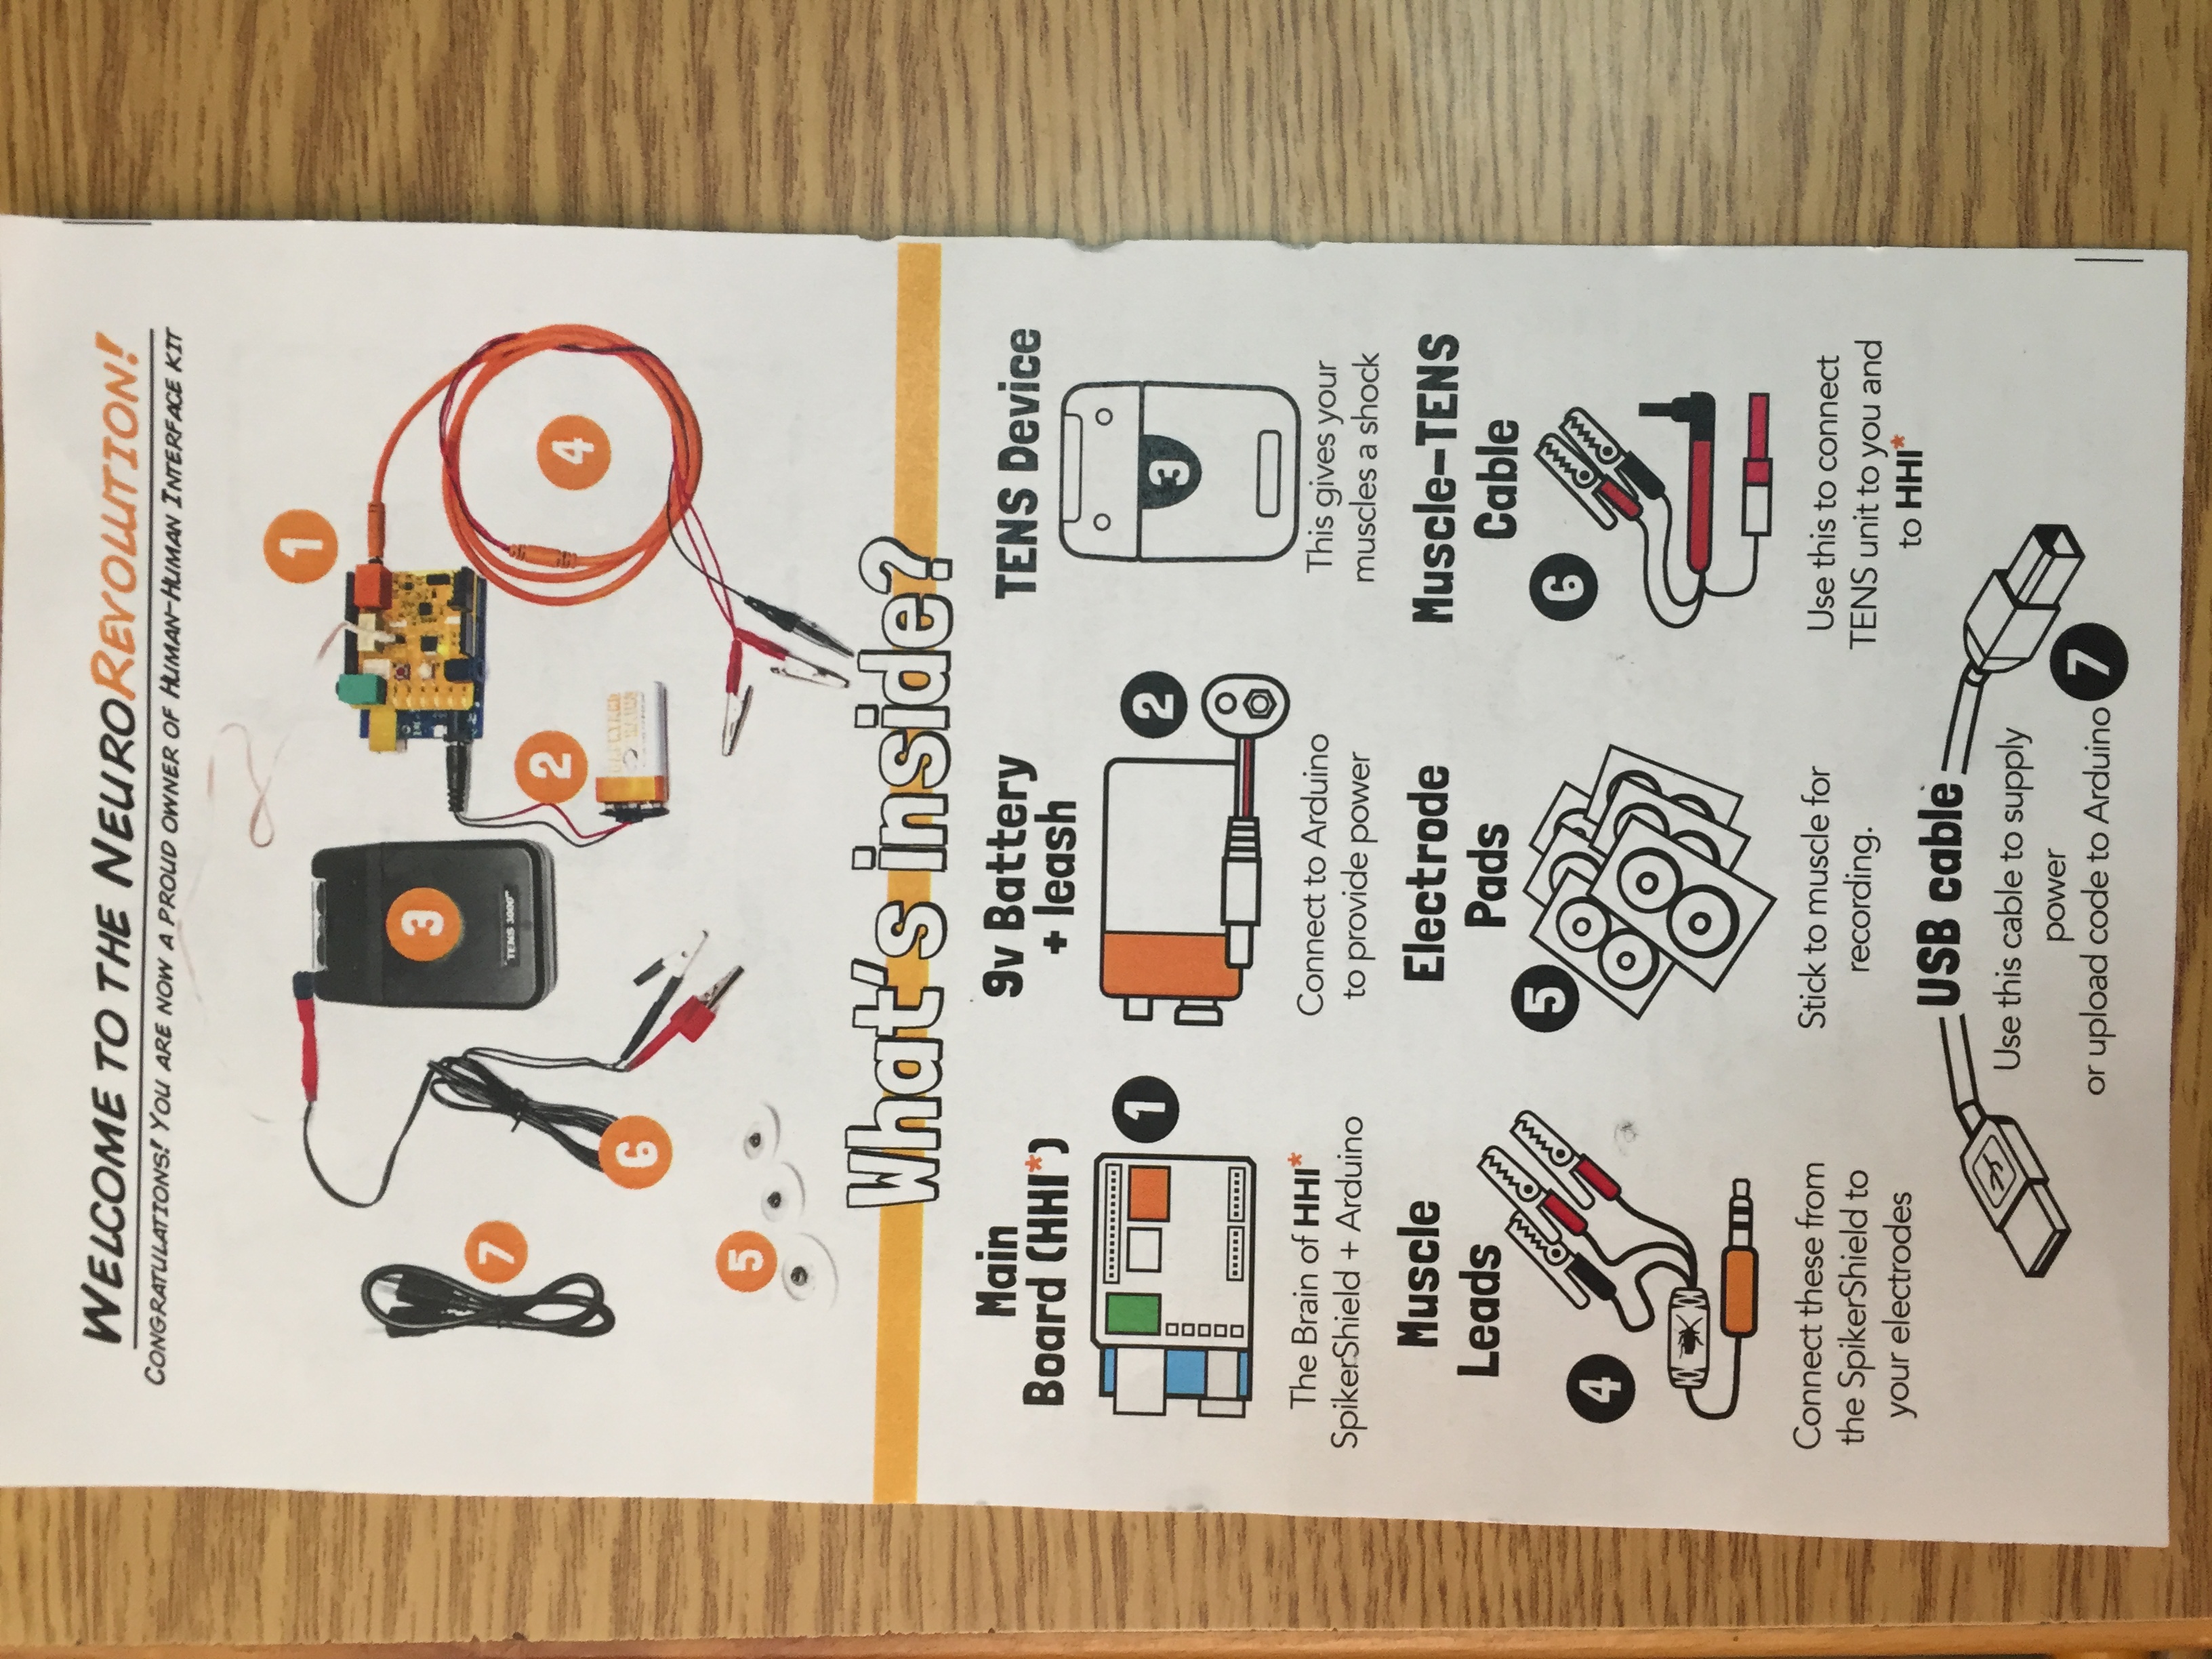 WELCOME TO THE NEUROREVOLUTION!
CONGRATULATIONS! YOU ARE NOW A PROUD OWNER OF HUMAN-HUMAN INTERFACE KIT
1
3
TENS 3000™
7
2
4
6
BACKYARD
BRAINS
5
What's inside?
Main
Board (HHI*)
1
The Brain of HHI*
SpikerShield + Arduino
9v Battery
+ leash
2
Connect to Arduino
to provide power
TENS Device
3
This gives your
muscles a shock
Muscle
Leads
4
Connect these from
the SpikerShield to
your electrodes
Electrode
Pads
5
Stick to muscle for
recording.
Muscle-TENS
Cable
6
Use this to connect
TENS unit to you and
to HHI*
USB cable
Use this cable to supply
power
or upload code to Arduino
7